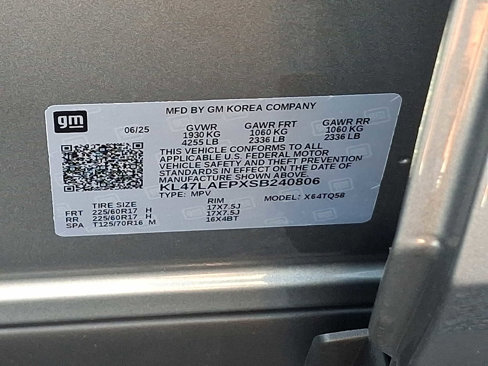 gm
MFD BY GM KOREA COMPANY
06/25 GVWR GAWR FRT GAWR RR
1930 KG 1060 KG 1060 KG
4255 LB 2336 LB 2336 LB
THIS VEHICLE CONFORMS TO ALL
APPLICABLE U.S. FEDERAL MOTOR
VEHICLE SAFETY AND THEFT PREVENTION
STANDARDS IN EFFECT ON THE DATE OF
MANUFACTURE SHOWN ABOVE.
KL47LAEPXSB240806
TYPE: MPV MODEL: X64TQ58
TIRE SIZE RIM
FRT 225/60R17 H 17X7.5J
RR 225/60R17 H 17X7.5J
SPA T125/70R16 M 16X4BT